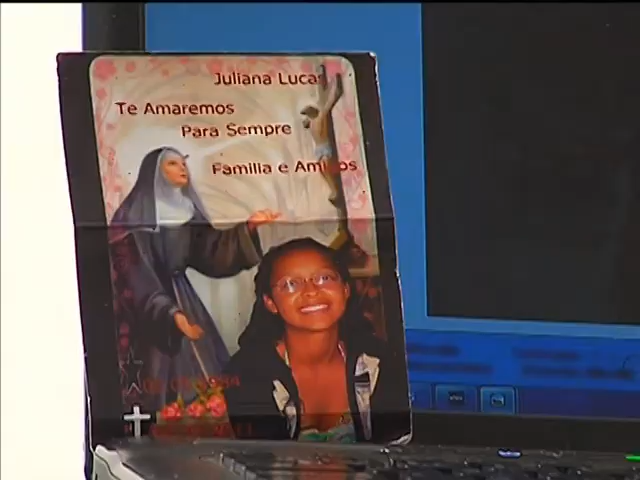 Juliana Lucas
Te Amaremos
Para Sempre
Familia e Amigos